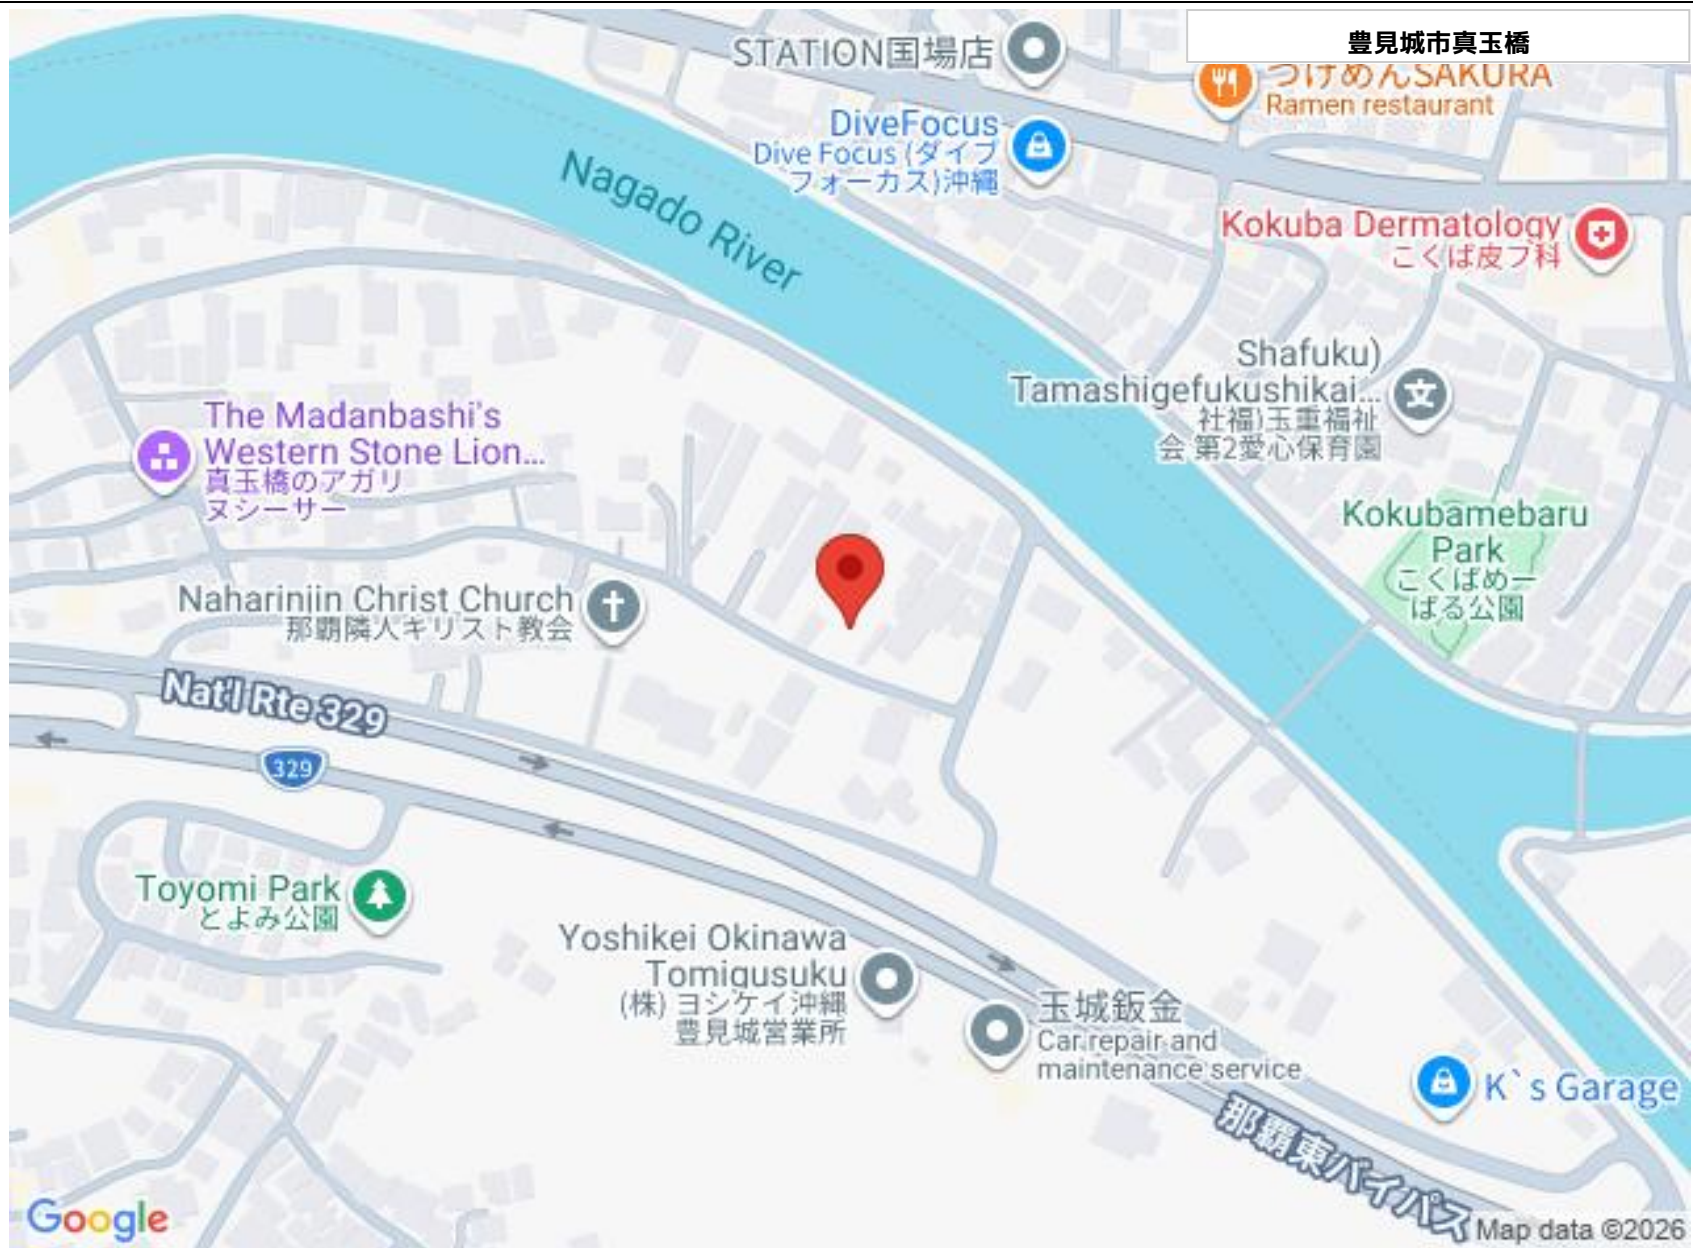 豊見城市真玉橋
STATION国場店
つけめんSAKURA
Ramen restaurant
DiveFocus
Dive Focus (ダイブ
フォーカス)沖縄
Nagado River
Kokuba Dermatology
こくば皮フ科
Shafuku)
Tamashigefukushikai...
社福)玉重福祉
会 第2愛心保育園
The Madanbashi's
Western Stone Lion...
真玉橋のアガリ
ヌシーサー
Kokubamebaru
Park
こくばめー
ばる公園
Nahariniin Christ Church
那覇隣人キリスト教会
Nat'l Rte 329
329
Toyomi Park
とよみ公園
Yoshikei Okinawa
Tomigusuku
(株) ヨシケイ沖縄
豊見城営業所
玉城鈑金
Car repair and
maintenance service
K`s Garage
那覇東バイパス
Google
Map data ©2026